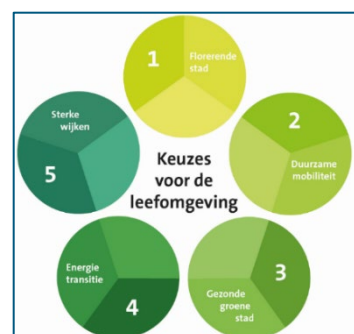 1
Florerende
stad
2
Duurzame
mobiliteit
3
Gezonde
groene
stad
4
Energie
transitie
5
Sterke
wijken
Keuzes
voor de
leefomgeving